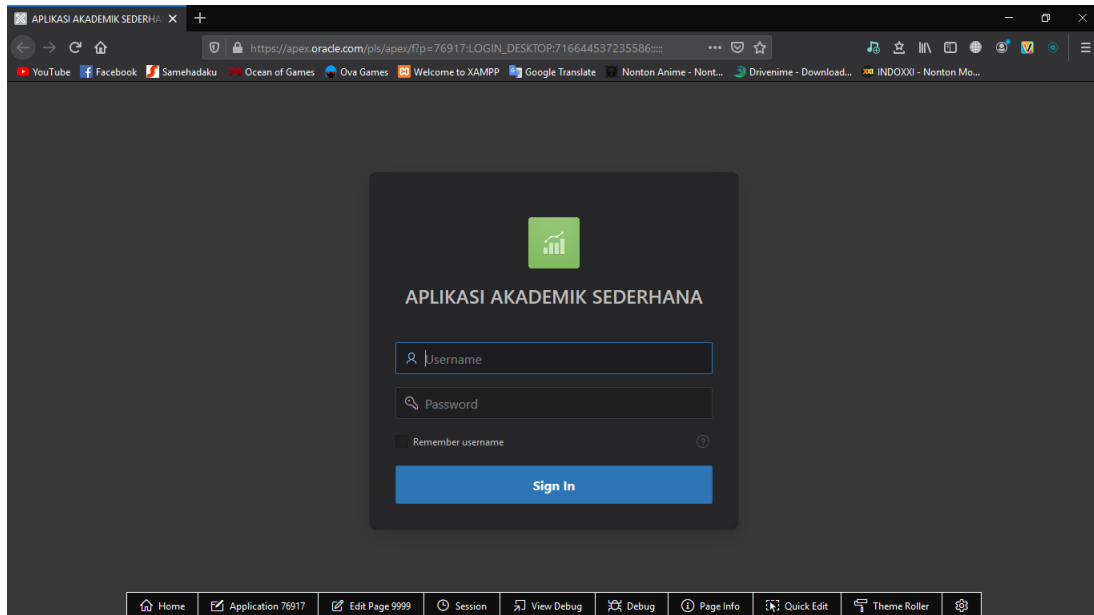 APLIKASI AKADEMIK SEDERHA
https://apex.oracle.com/pls/apex/f?p=76917:LOGIN_DESKTOP:716644537235586:::::
YouTube Facebook Samehadaku Ocean of Games Ova Games Welcome to XAMPP Google Translate Nonton Anime - Nont... Drivenime - Download... INDOXXI - Nonton Mo...
APLIKASI AKADEMIK SEDERHANA
Username
Password
Remember username
Sign In
Home Application 76917 Edit Page 9999 Session View Debug Debug Page Info Quick Edit Theme Roller